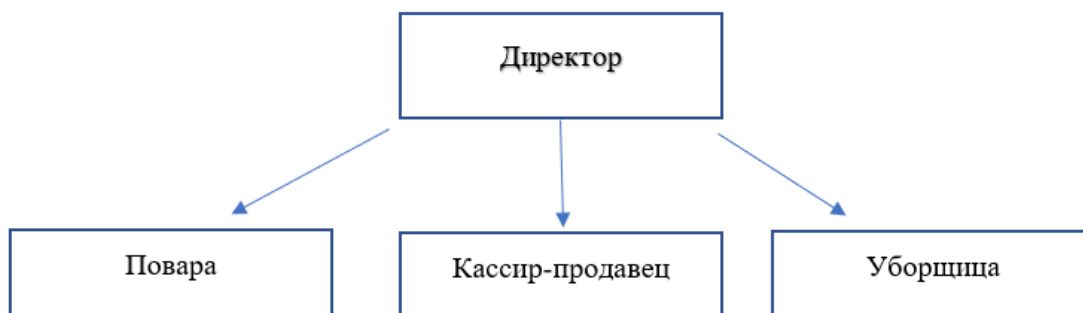 Директор
Повара
Кассир-продавец
Уборщица